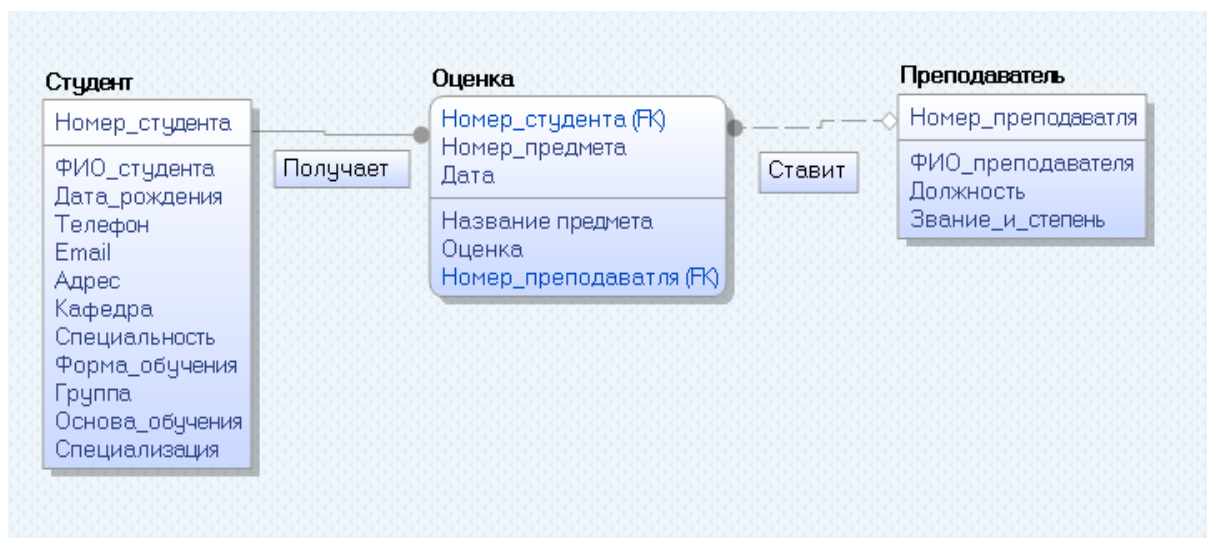 Студент
Номер_студента
ФИО_студента
Дата_рождения
Телефон
Email
Адрес
Кафедра
Специальность
Форма_обучения
Группа
Основа_обучения
Специализация
Получает
Оценка
Номер_студента (FK)
Номер_предмета
Дата
Название предмета
Оценка
Номер_преподаватля (FK)
Ставит
Преподаватель
Номер_преподаватля
ФИО_преподавателя
Должность
Звание_и_степень